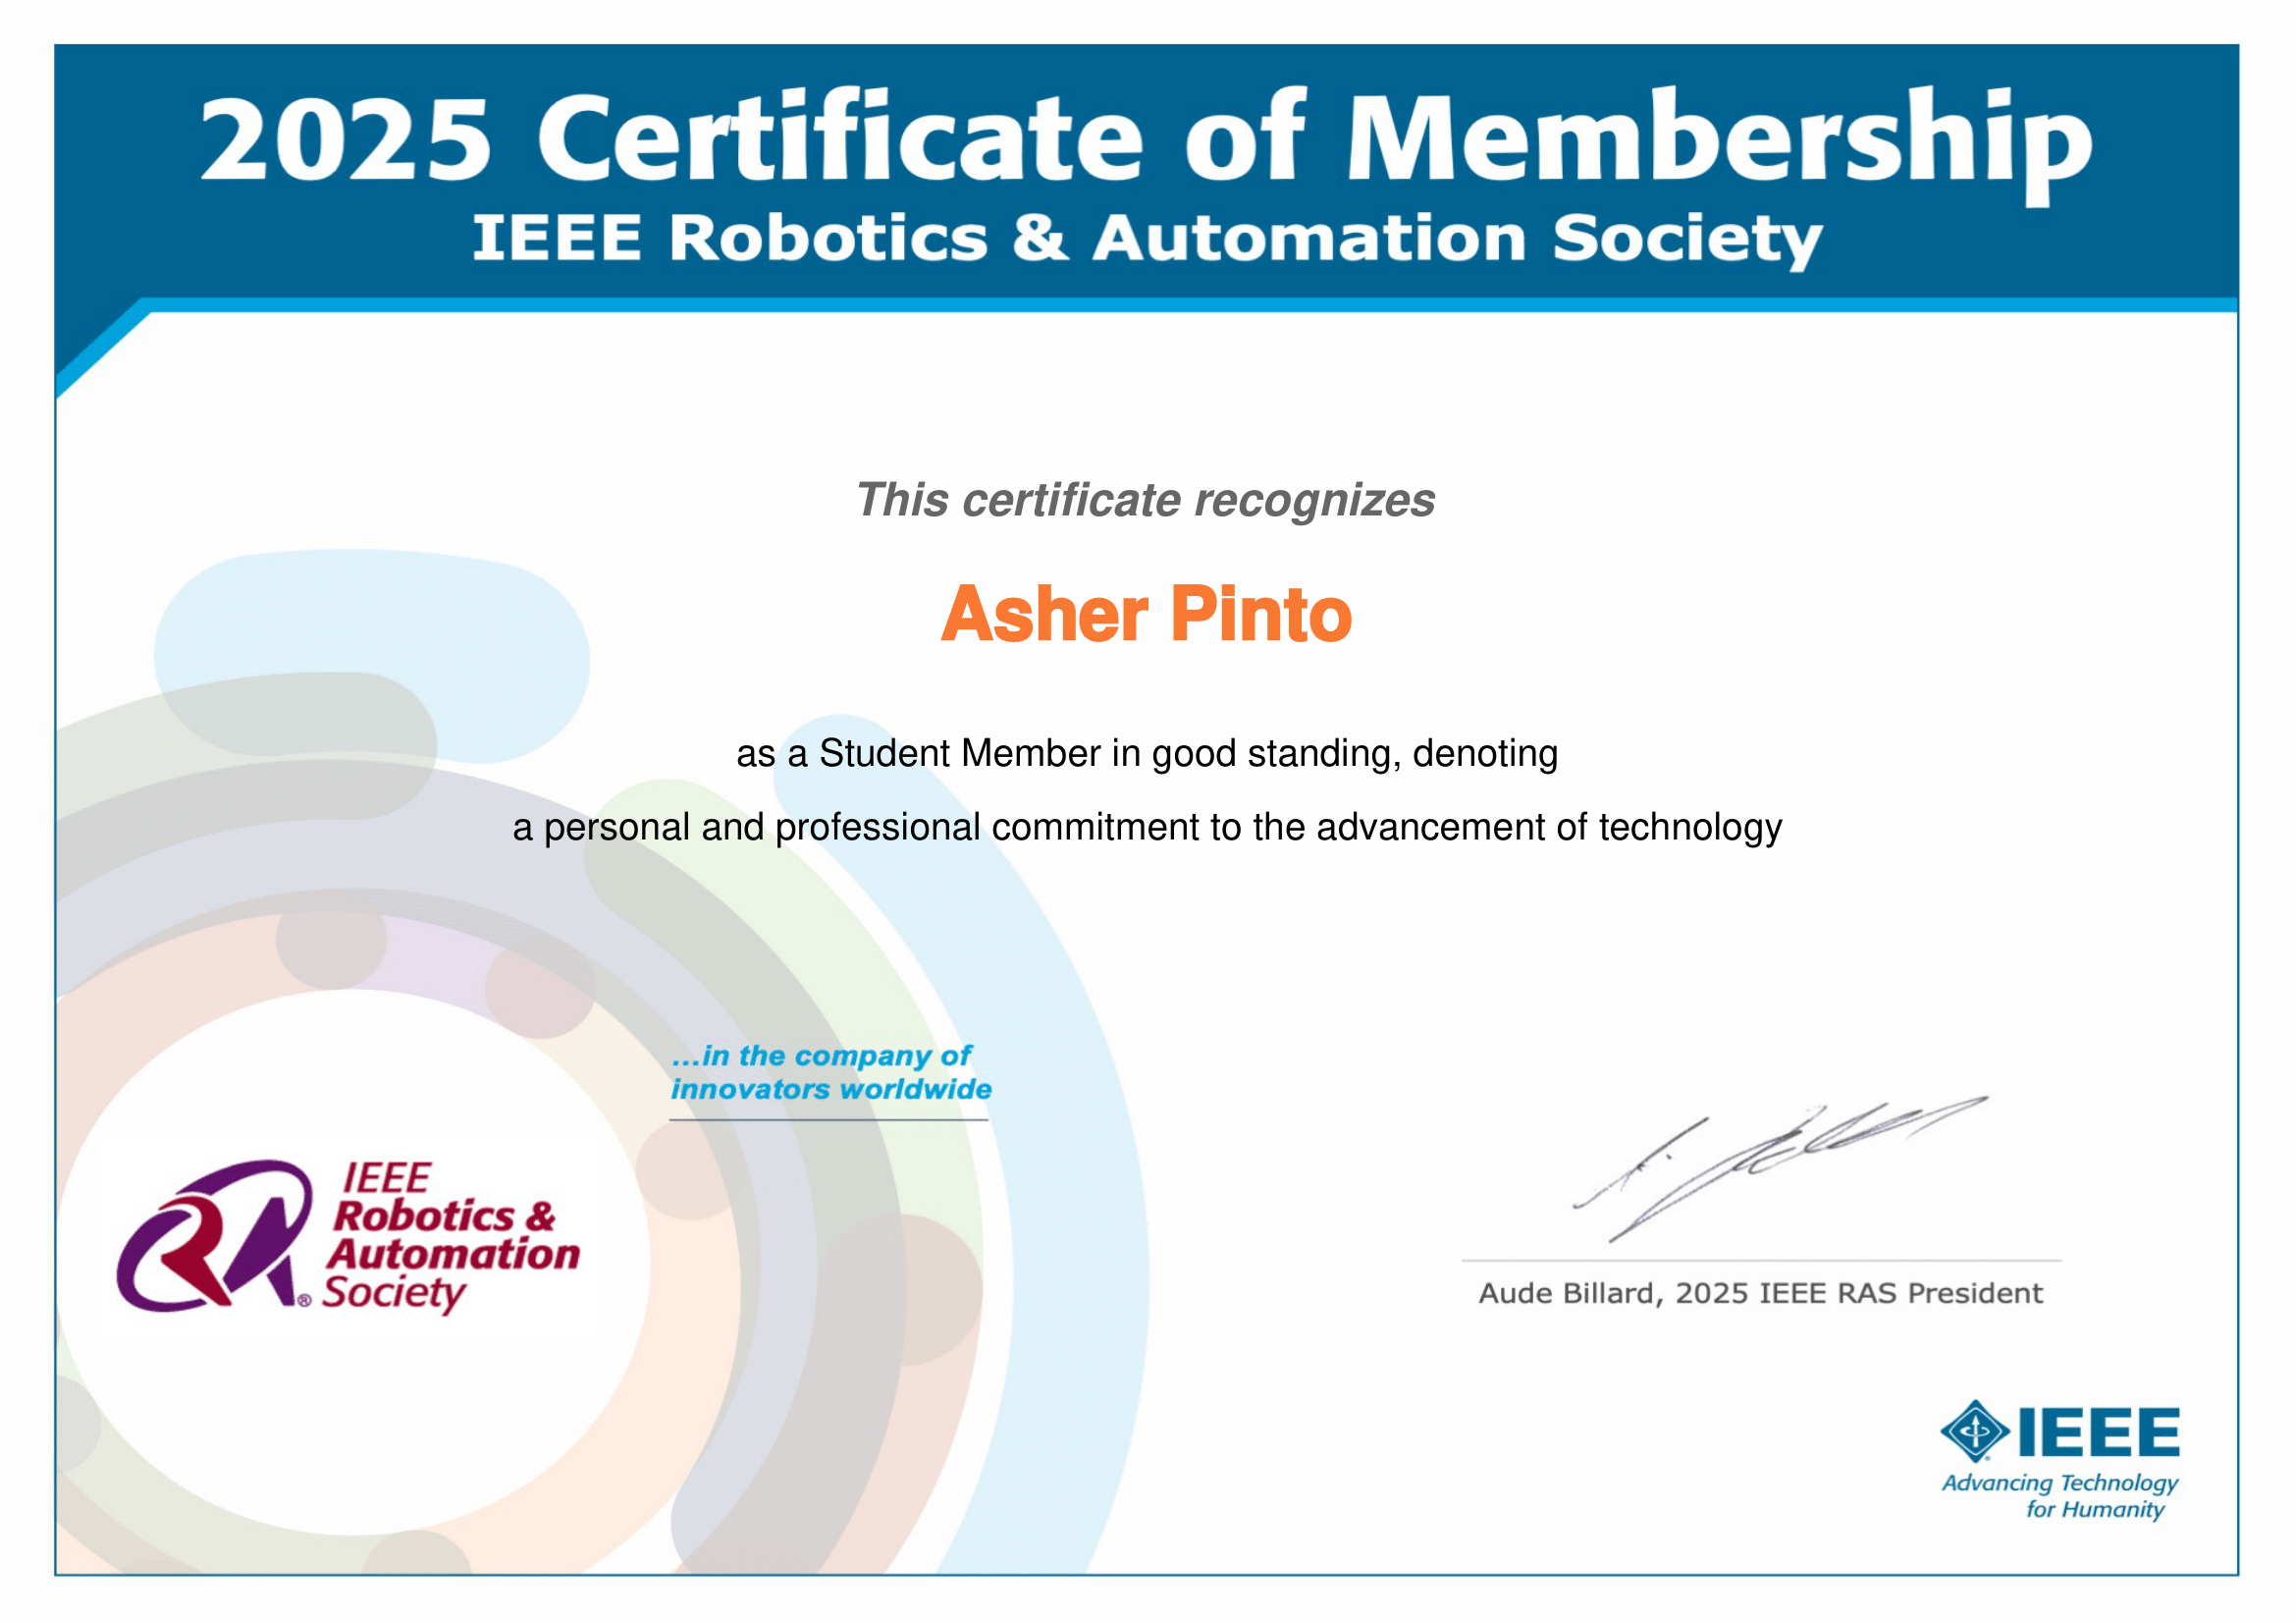 2025 Certificate of Membership
IEEE Robotics & Automation Society
This certificate recognizes
Asher Pinto
as a Student Member in good standing, denoting
a personal and professional commitment to the advancement of technology
...in the company of
innovators worldwide
IEEE
Robotics &
Automation
Society
®
Aude Billard, 2025 IEEE RAS President
IEEE
Advancing Technology
for Humanity